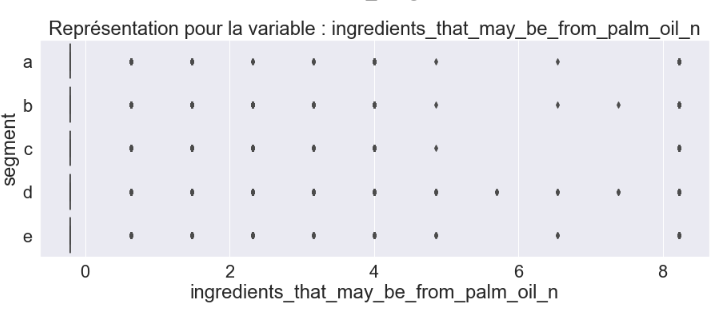 Représentation pour la variable : ingredients_that_may_be_from_palm_oil_n
a
b
c
d
e
segment
0 2 4 6 8
ingredients_that_may_be_from_palm_oil_n